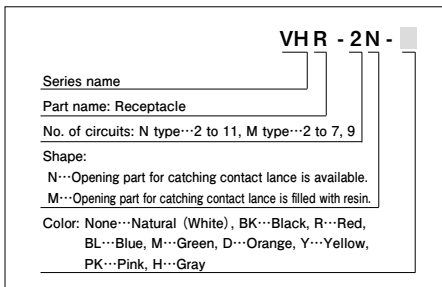 VHR-2N-
Series name
Part name: Receptacle
No. of circuits: N type…2 to 11, M type…2 to 7, 9
Shape:
N…Opening part for catching contact lance is available.
M…Opening part for catching contact lance is filled with resin.
Color: None…Natural (White), BK…Black, R…Red,
BL…Blue, M…Green, D…Orange, Y…Yellow,
PK…Pink, H…Gray